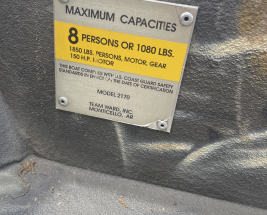 MAXIMUM CAPACITIES
8 PERSONS OR 1080 LBS.
1850 LBS. PERSONS, MOTOR, GEAR
150 H.P. MOTOR
THIS BOAT COMPLIES WITH U.S. COAST GUARD SAFETY
STANDARDS IN EFFECT ON THE DATE OF CERTIFICATION
MODEL 2170
TEAM WARD, INC.
MONTICELLO, AR